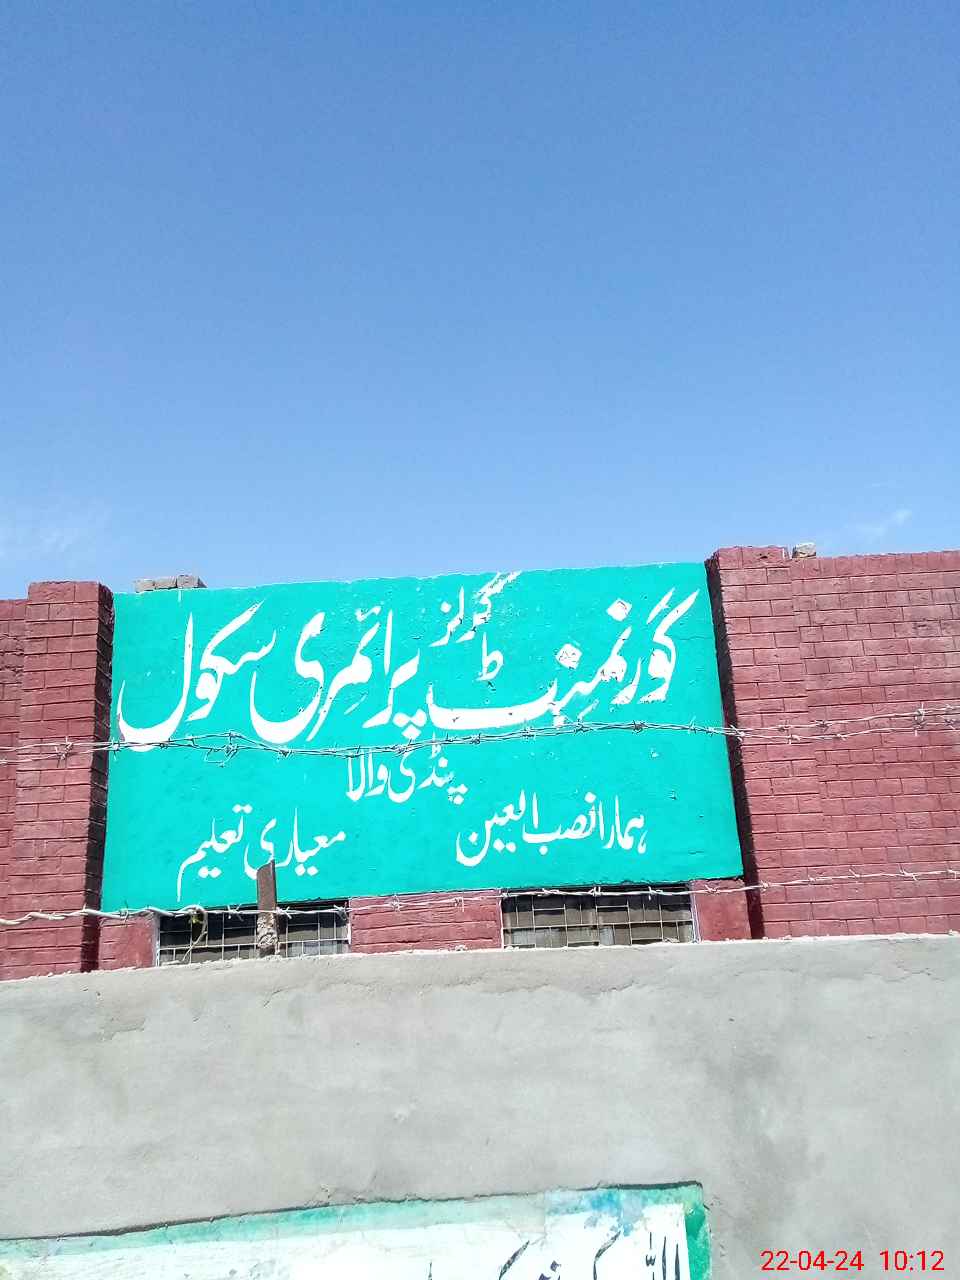 گورنمنٹ گرلز پرائمری سکول
پنڈی والا
ہمارا نصب العین معیاری تعلیم
22-04-24 10:12